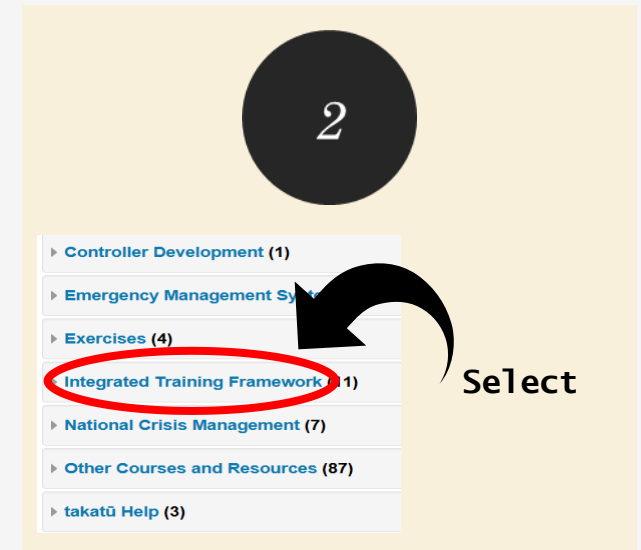 2
Controller Development (1)
Emergency Management
Exercises (4)
Integrated Training Framework (11)
Select
National Crisis Management (7)
Other Courses and Resources (87)
takatū Help (3)